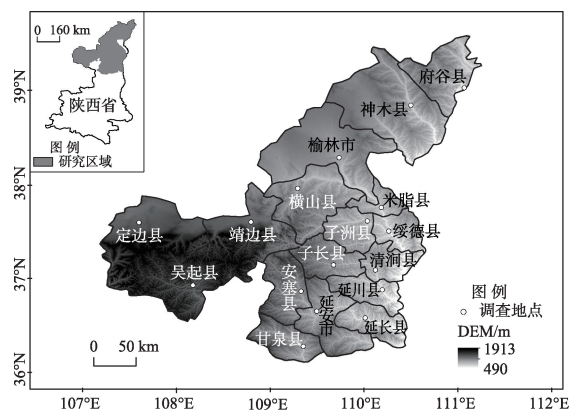 0 160 km
陕西省
图 例
研究区域
府谷县
神木县
榆林市
横山县
米脂县
子洲县
绥德县
定边县
靖边县
子长县
清涧县
吴起县
安塞县
延川县
延安市
延长县
甘泉县
图 例
调查地点
DEM/m
1913
490
0 50 km
39°N
38°N
37°N
36°N
107°E
108°E
109°E
110°E
111°E
112°E